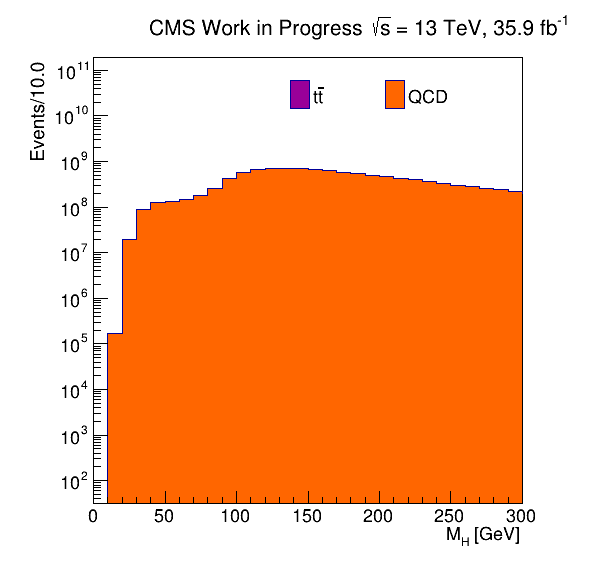 CMS Work in Progress √s = 13 TeV, 35.9 fb⁻¹
Events/10.0
10¹¹
10¹⁰
10⁹
10⁸
10⁷
10⁶
10⁵
10⁴
10³
10²
tt̄
QCD
0 50 100 150 200 250 300
M_H [GeV]